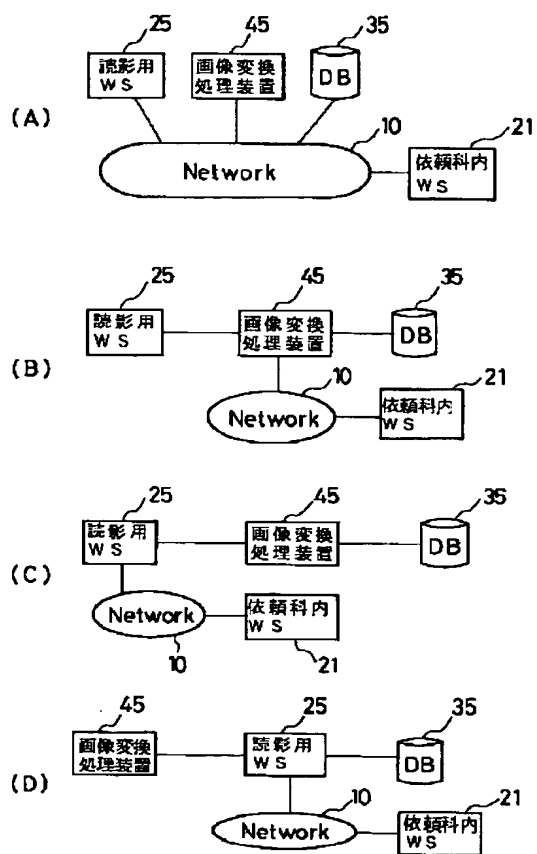 25
45
35
読影用
WS
画像変換
処理装置
DB
(A)
10
21
Network
依頼科内
WS
25
45
35
読影用
WS
画像変換
処理装置
DB
(B)
10
21
Network
依頼科内
WS
25
45
35
読影用
WS
画像変換
処理装置
DB
(C)
Network
依頼科内
WS
10
21
45
25
35
画像変換
処理装置
読影用
WS
DB
(D)
10
21
Network
依頼科内
WS